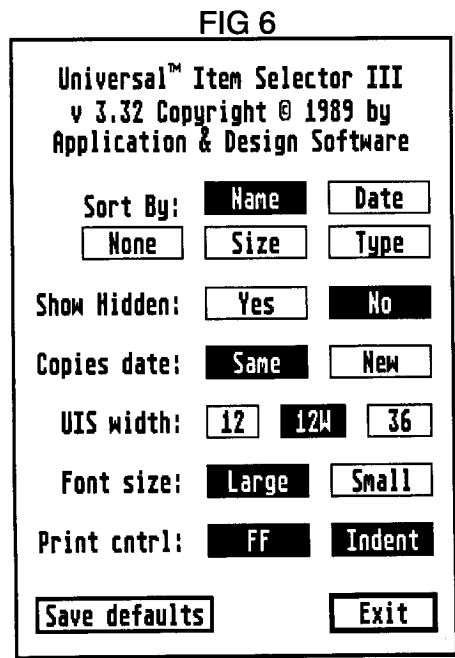 FIG 6
Universal™ Item Selector III
v 3.32 Copyright © 1989 by
Application & Design Software
Sort By: Name Date
None Size Type
Show Hidden: Yes No
Copies date: Same New
UIS width: 12 12W 36
Font size: Large Small
Print cntrl: FF Indent
Save defaults Exit